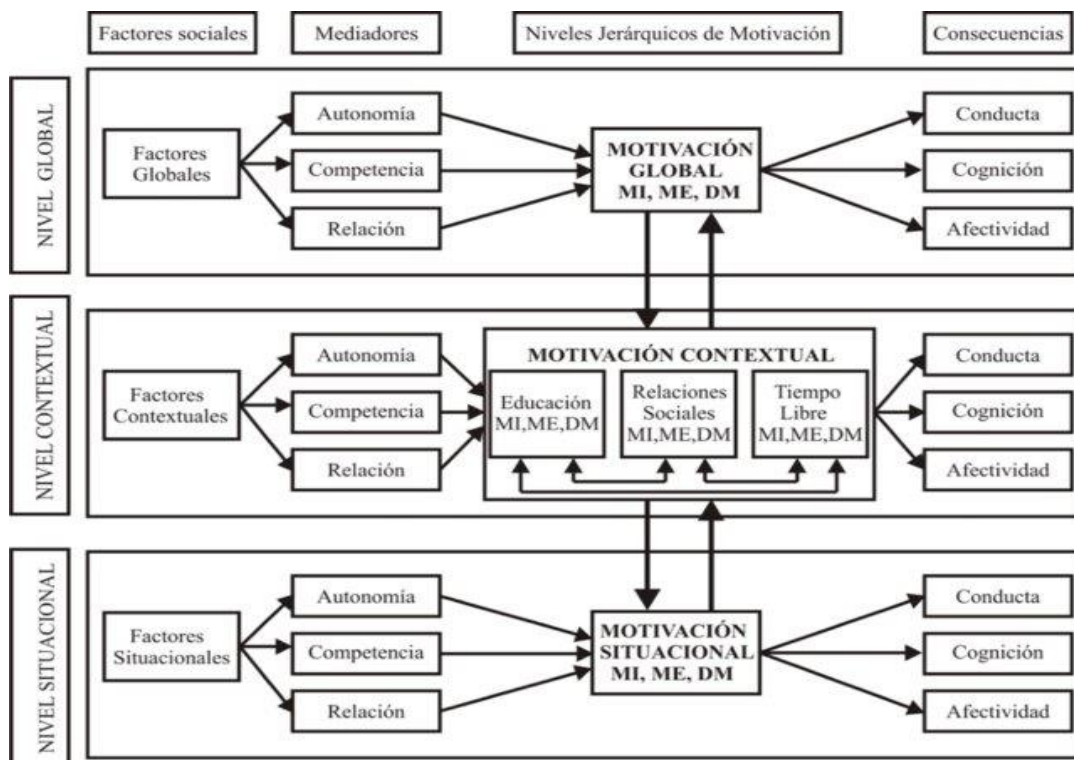 Factores sociales
Mediadores
Niveles Jerárquicos de Motivación
Consecuencias
NIVEL GLOBAL
Factores
Globales
Autonomía
Competencia
Relación
MOTIVACIÓN
GLOBAL
MI, ME, DM
Conducta
Cognición
Afectividad
NIVEL CONTEXTUAL
Factores
Contextuales
Autonomía
Competencia
Relación
MOTIVACIÓN CONTEXTUAL
Educación
MI,ME,DM
Relaciones
Sociales
MI,ME,DM
Tiempo
Libre
MI,ME,DM
Conducta
Cognición
Afectividad
NIVEL SITUACIONAL
Factores
Situacionales
Autonomía
Competencia
Relación
MOTIVACIÓN
SITUACIONAL
MI, ME, DM
Conducta
Cognición
Afectividad